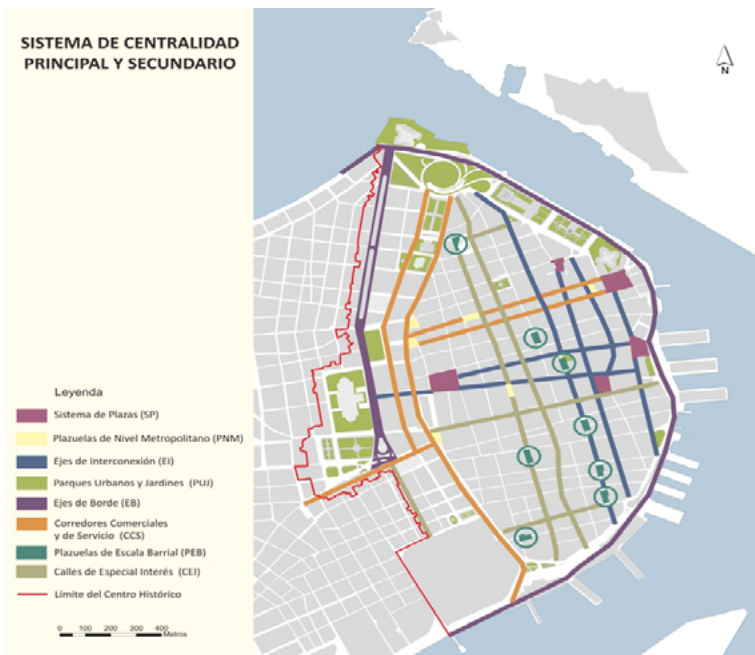 SISTEMA DE CENTRALIDAD
PRINCIPAL Y SECUNDARIO
N
Leyenda
Sistema de Plazas (SP)
Plazuelas de Nivel Metropolitano (PNM)
Ejes de Interconexión (EI)
Parques Urbanos y Jardines (PUJ)
Ejes de Borde (EB)
Corredores Comerciales
y de Servicio (CCS)
Plazuelas de Escala Barrial (PEB)
Calles de Especial Interés (CEI)
Límite del Centro Histórico
0 100 200 300 400
Metros